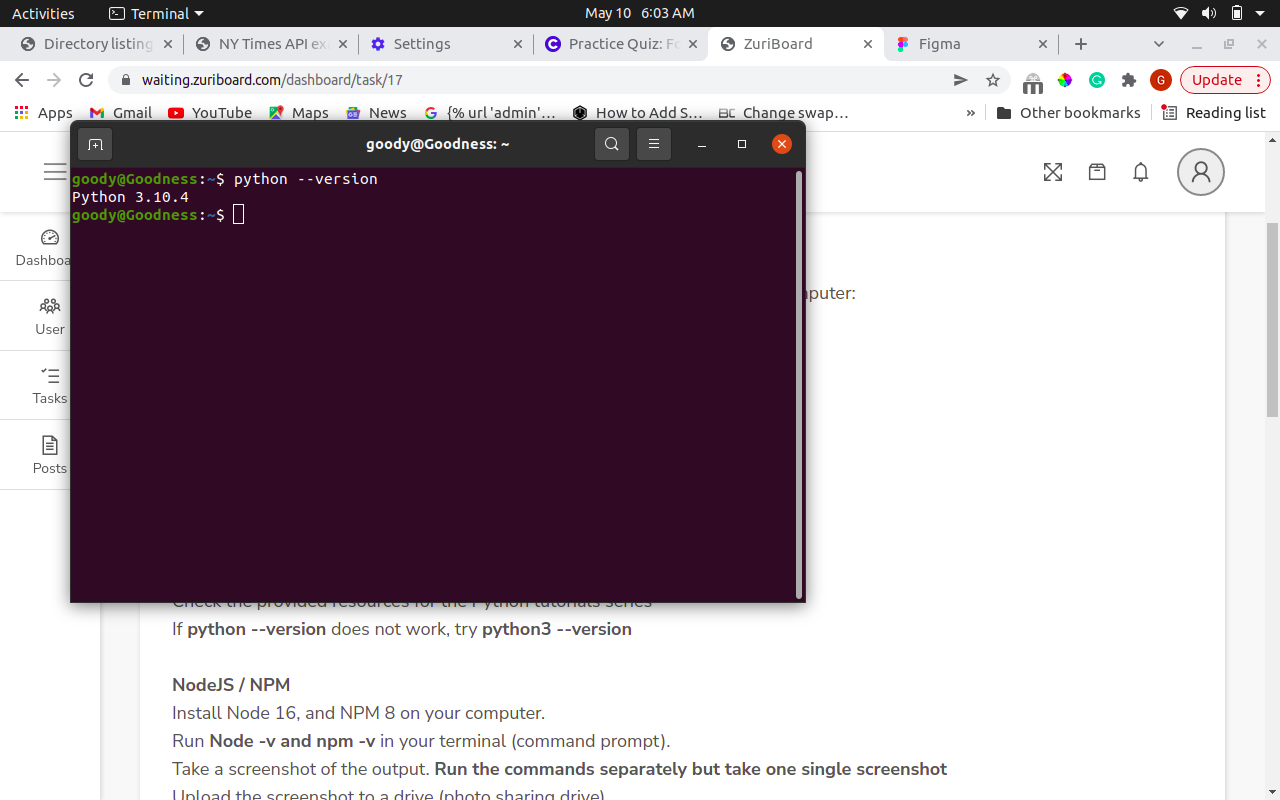 Activities Terminal May 10 6:03 AM
Directory listing NY Times API ex Settings Practice Quiz: Fo ZuriBoard Figma
waiting.zuriboard.com/dashboard/task/17 G Update
Apps Gmail YouTube Maps News {% url 'admin'… How to Add S… BC Change swap… » Other bookmarks Reading list
goody@Goodness: ~
goody@Goodness:~$ python --version
Python 3.10.4
goody@Goodness:~$
Dashboa
User
Tasks
Posts
puter:
Check the provided resources for the Python tutorials series
If python --version does not work, try python3 --version
NodeJS / NPM
Install Node 16, and NPM 8 on your computer.
Run Node -v and npm -v in your terminal (command prompt).
Take a screenshot of the output. Run the commands separately but take one single screenshot
Upload the screenshot to a drive (photo sharing drive)